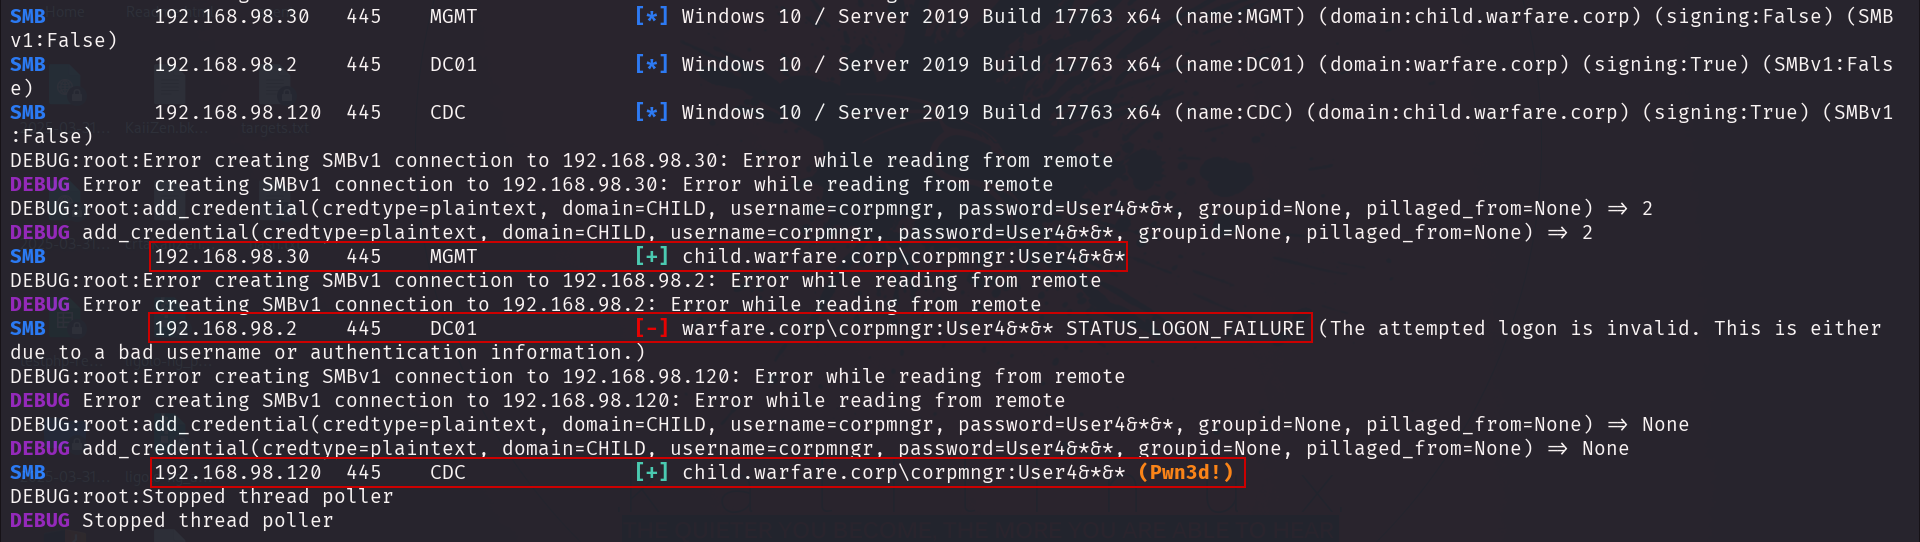 SMB         192.168.98.30   445    MGMT             [*] Windows 10 / Server 2019 Build 17763 x64 (name:MGMT) (domain:child.warfare.corp) (signing:False) (SMB
v1:False)
SMB         192.168.98.2    445    DC01             [*] Windows 10 / Server 2019 Build 17763 x64 (name:DC01) (domain:warfare.corp) (signing:True) (SMBv1:Fals
e)
SMB         192.168.98.120  445    CDC              [*] Windows 10 / Server 2019 Build 17763 x64 (name:CDC) (domain:child.warfare.corp) (signing:True) (SMBv1
:False)
DEBUG:root:Error creating SMBv1 connection to 192.168.98.30: Error while reading from remote
DEBUG Error creating SMBv1 connection to 192.168.98.30: Error while reading from remote
DEBUG:root:add_credential(credtype=plaintext, domain=CHILD, username=corpmngr, password=User4&*&*, groupid=None, pillaged_from=None) => 2
DEBUG add_credential(credtype=plaintext, domain=CHILD, username=corpmngr, password=User4&*&*, groupid=None, pillaged_from=None) => 2
SMB         192.168.98.30   445    MGMT             [+] child.warfare.corp\corpmngr:User4&*&*
DEBUG:root:Error creating SMBv1 connection to 192.168.98.2: Error while reading from remote
DEBUG Error creating SMBv1 connection to 192.168.98.2: Error while reading from remote
SMB         192.168.98.2    445    DC01             [-] warfare.corp\corpmngr:User4&*&* STATUS_LOGON_FAILURE (The attempted logon is invalid. This is either
due to a bad username or authentication information.)
DEBUG:root:Error creating SMBv1 connection to 192.168.98.120: Error while reading from remote
DEBUG Error creating SMBv1 connection to 192.168.98.120: Error while reading from remote
DEBUG:root:add_credential(credtype=plaintext, domain=CHILD, username=corpmngr, password=User4&*&*, groupid=None, pillaged_from=None) => None
DEBUG add_credential(credtype=plaintext, domain=CHILD, username=corpmngr, password=User4&*&*, groupid=None, pillaged_from=None) => None
SMB         192.168.98.120  445    CDC              [+] child.warfare.corp\corpmngr:User4&*&* (Pwn3d!)
DEBUG:root:Stopped thread poller
DEBUG Stopped thread poller